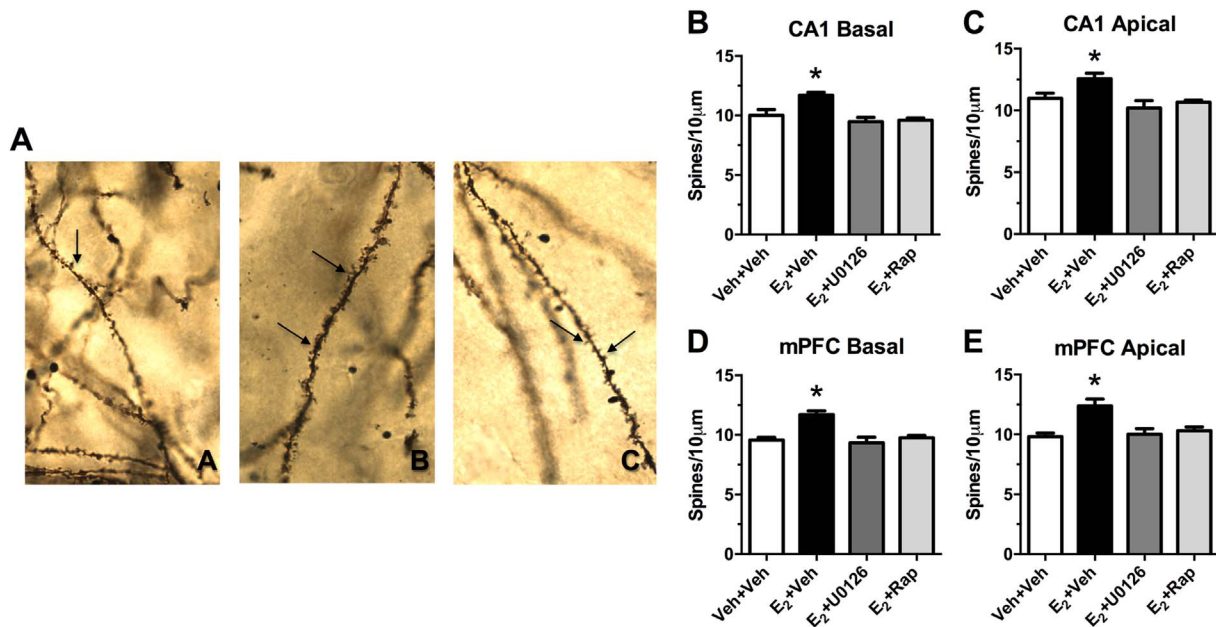 A
A
B
C
B
CA1 Basal
Spines/10μm
15
10
5
0
*
Veh+Veh
E₂+Veh
E₂+U0126
E₂+Rap
C
CA1 Apical
Spines/10μm
15
10
5
0
*
Veh+Veh
E₂+Veh
E₂+U0126
E₂+Rap
D
mPFC Basal
Spines/10μm
15
10
5
0
*
Veh+Veh
E₂+Veh
E₂+U0126
E₂+Rap
E
mPFC Apical
Spines/10μm
15
10
5
0
*
Veh+Veh
E₂+Veh
E₂+U0126
E₂+Rap